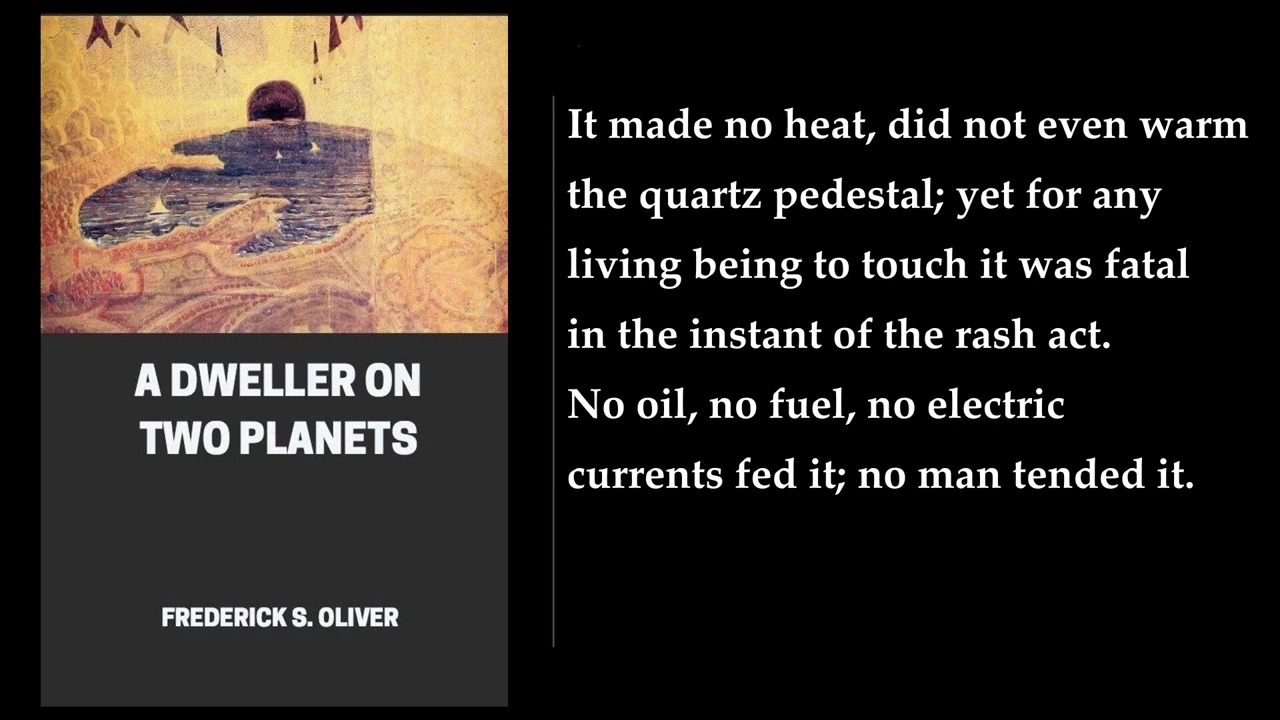 A DWELLER ON
TWO PLANETS
FREDERICK S. OLIVER
It made no heat, did not even warm
the quartz pedestal; yet for any
living being to touch it was fatal
in the instant of the rash act.
No oil, no fuel, no electric
currents fed it; no man tended it.